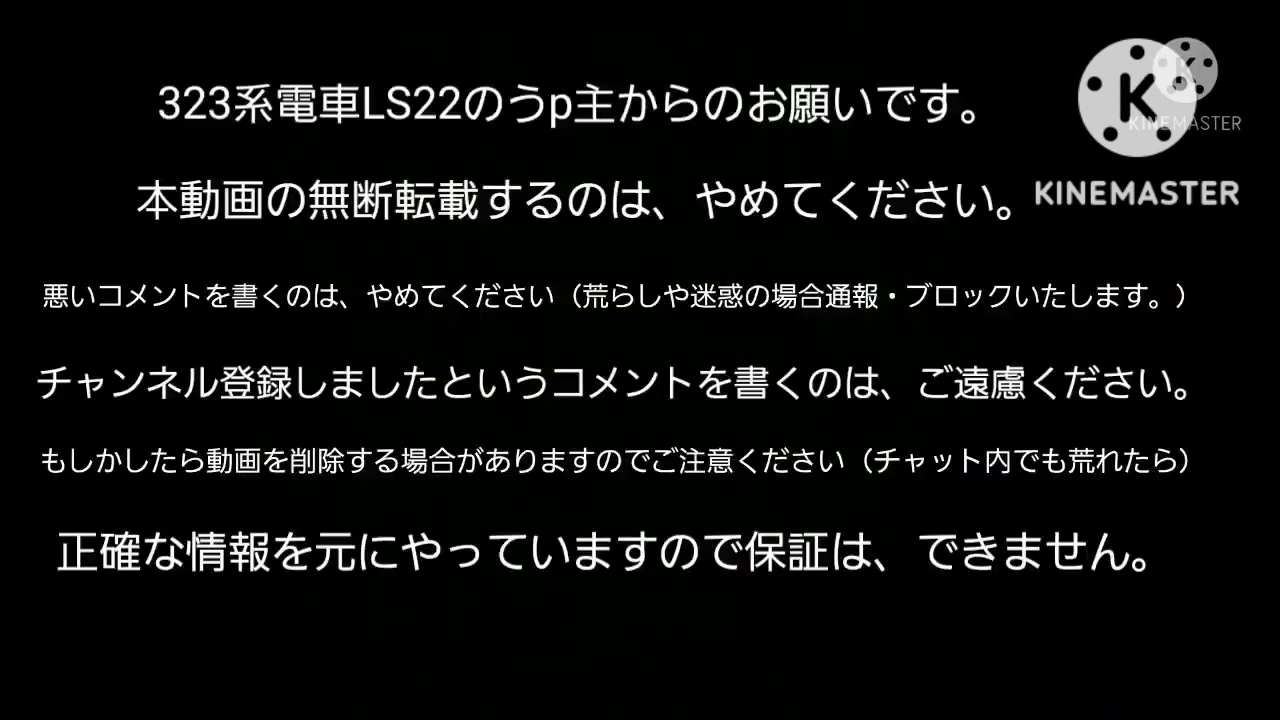 323系電車LS22のうp主からのお願いです。
KINEMASTER
本動画の無断転載するのは、やめてください。
KINEMASTER
悪いコメントを書くのは、やめてください（荒らしや迷惑の場合通報・ブロックいたします。）
チャンネル登録しましたというコメントを書くのは、ご遠慮ください。
もしかしたら動画を削除する場合がありますのでご注意ください（チャット内でも荒れたら）
正確な情報を元にやっていますので保証は、できません。